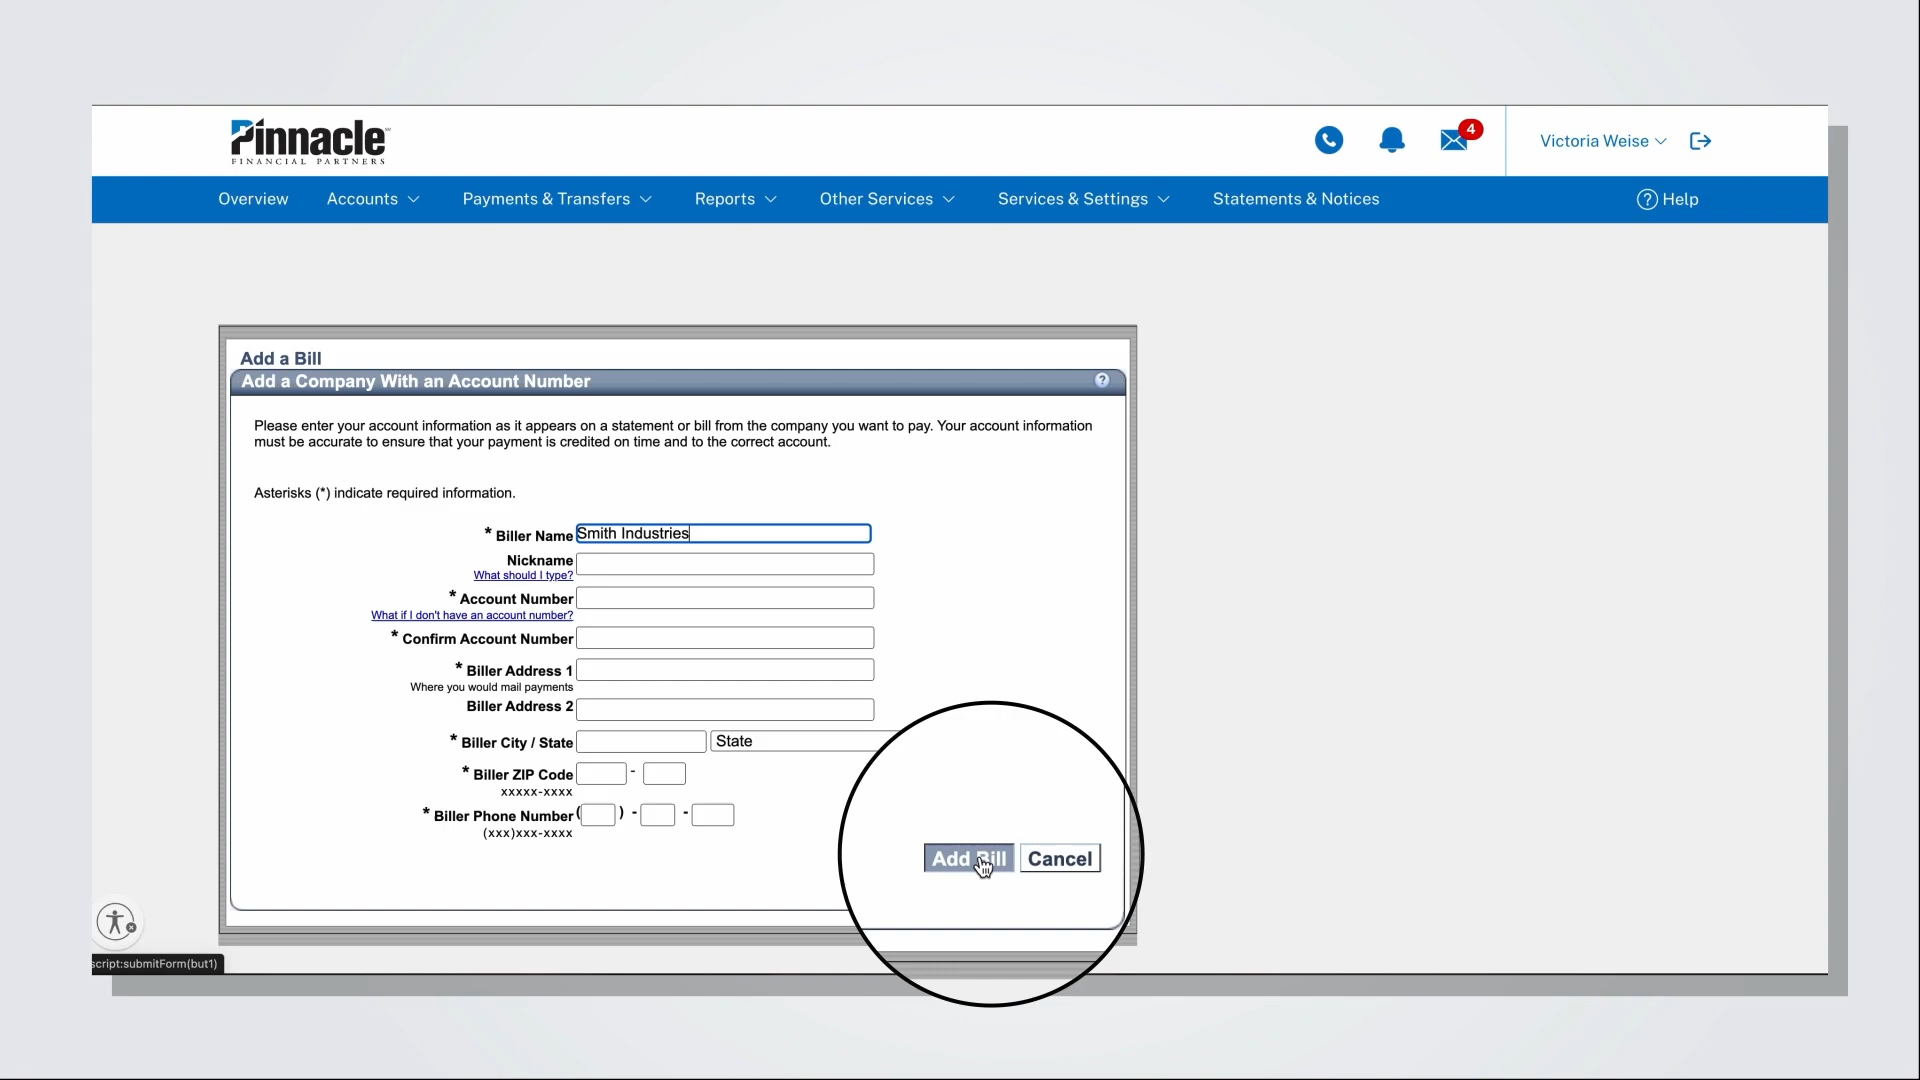 Pinnacle
FINANCIAL PARTNERS
4
Victoria Weise
Overview Accounts Payments & Transfers Reports Other Services Services & Settings Statements & Notices ? Help
Add a Bill
Add a Company With an Account Number ?
Please enter your account information as it appears on a statement or bill from the company you want to pay. Your account information
must be accurate to ensure that your payment is credited on time and to the correct account.
Asterisks (*) indicate required information.
* Biller Name Smith Industries
Nickname
What should I type?
* Account Number
What if I don't have an account number?
* Confirm Account Number
* Biller Address 1
Where you would mail payments
Biller Address 2
* Biller City / State State
* Biller ZIP Code -
xxxxx-xxxx
* Biller Phone Number ( ) - -
(xxx)xxx-xxxx
Add Bill Cancel
script:submitForm(but1)